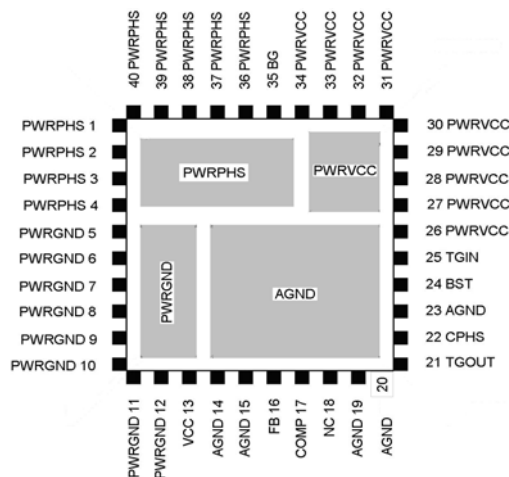 40 PWRPHS
39 PWRPHS
38 PWRPHS
37 PWRPHS
36 PWRPHS
35 BG
34 PWRVCC
33 PWRVCC
32 PWRVCC
31 PWRVCC
PWRPHS 1
PWRPHS 2
PWRPHS 3
PWRPHS 4
PWRGND 5
PWRGND 6
PWRGND 7
PWRGND 8
PWRGND 9
PWRGND 10
PWRPHS
PWRVCC
PWRGND
AGND
30 PWRVCC
29 PWRVCC
28 PWRVCC
27 PWRVCC
26 PWRVCC
25 TGIN
24 BST
23 AGND
22 CPHS
21 TGOUT
PWRGND 11
PWRGND 12
VCC 13
AGND 14
AGND 15
FB 16
COMP 17
NC 18
AGND 19
AGND 20